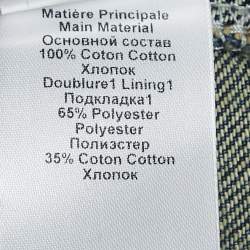 Matière Principale
Main Material
Основной состав
100% Coton Cotton
Хлопок
Doublure1 Lining1
Подкладка1
65% Polyester
Polyester
Полиэстер
35% Coton Cotton
Хлопок